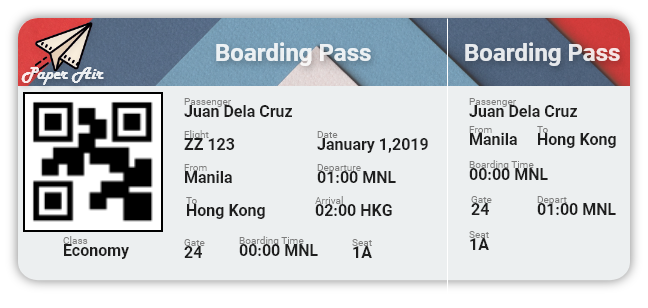 Paper Air
Boarding Pass
Passenger
Juan Dela Cruz
Flight Date
ZZ 123 January 1,2019
From Departure
Manila 01:00 MNL
To Arrival
Hong Kong 02:00 HKG
Class
Economy
Gate Boarding Time Seat
24 00:00 MNL 1A
Boarding Pass
Passenger
Juan Dela Cruz
From To
Manila Hong Kong
Boarding Time
00:00 MNL
Gate Depart
24 01:00 MNL
Seat
1A